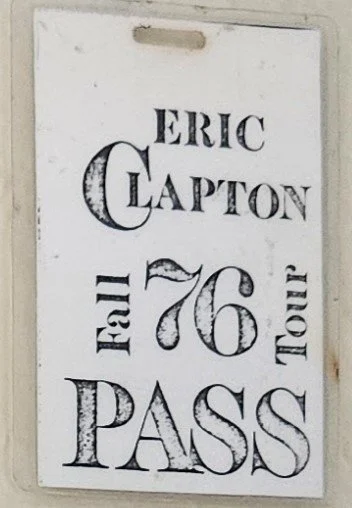 ERIC
CLAPTON
Fall 76 Tour
PASS